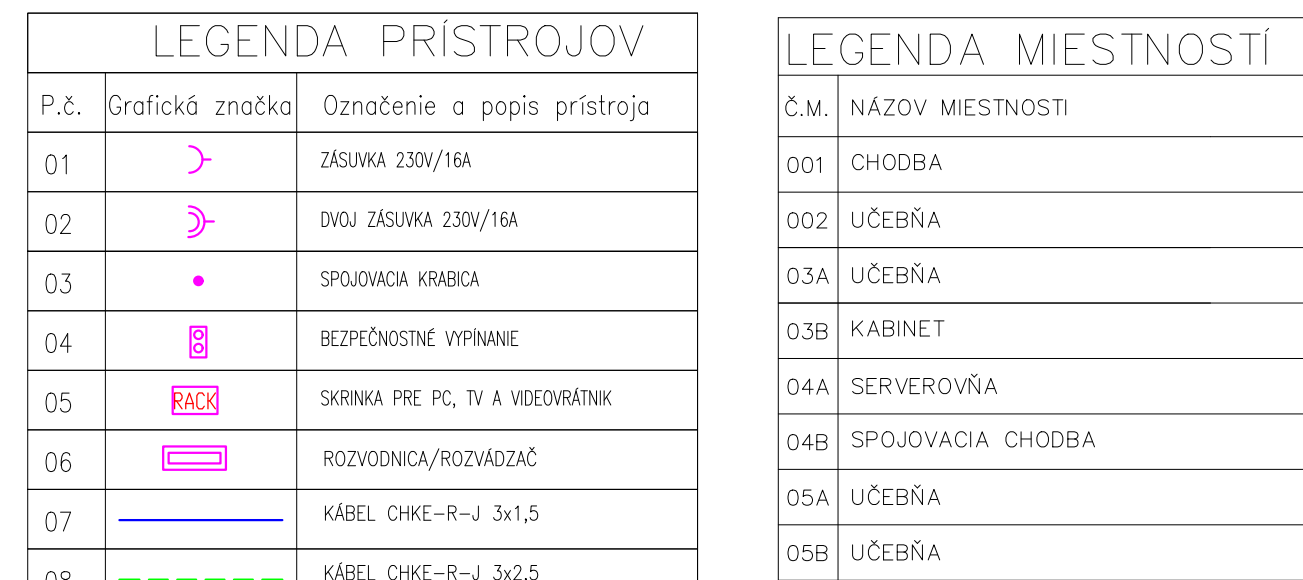 LEGENDA PRÍSTROJOV
P.č. Grafická značka Označenie a popis prístroja
01 ZÁSUVKA 230V/16A
02 DVOJ ZÁSUVKA 230V/16A
03 SPOJOVACIA KRABICA
04 BEZPEČNOSTNÉ VYPÍNANIE
05 RACK SKRINKA PRE PC, TV A VIDEOVRÁTNIK
06 ROZVODNICA/ROZVÁDZAČ
07 KÁBEL CHKE-R-J 3x1,5
08 KÁBEL CHKE-R-J 3x2,5
LEGENDA MIESTNOSTÍ
Č.M. NÁZOV MIESTNOSTI
001 CHODBA
002 UČEBŇA
03A UČEBŇA
03B KABINET
04A SERVEROVŇA
04B SPOJOVACIA CHODBA
05A UČEBŇA
05B UČEBŇA